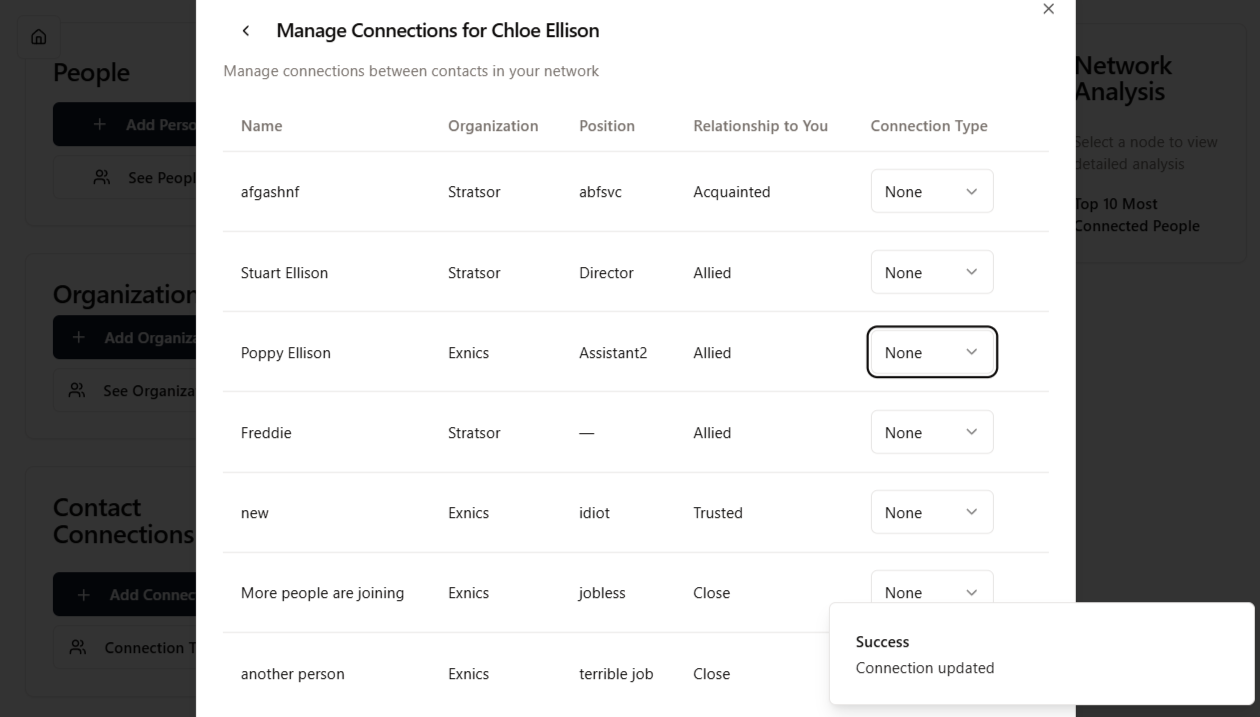 Manage Connections for Chloe Ellison
Manage connections between contacts in your network
Name Organization Position Relationship to You Connection Type
afgashnf Stratsor abfsvc Acquainted None
Stuart Ellison Stratsor Director Allied None
Poppy Ellison Exnics Assistant2 Allied None
Freddie Stratsor — Allied None
new Exnics idiot Trusted None
More people are joining Exnics jobless Close None
another person Exnics terrible job Close
Success
Connection updated
People
Add Perso
See Peopl
Organization
Add Organiza
See Organiza
Contact
Connections
Add Connec
Connection T
Network
Analysis
Select a node to view
detailed analysis
Top 10 Most
Connected People